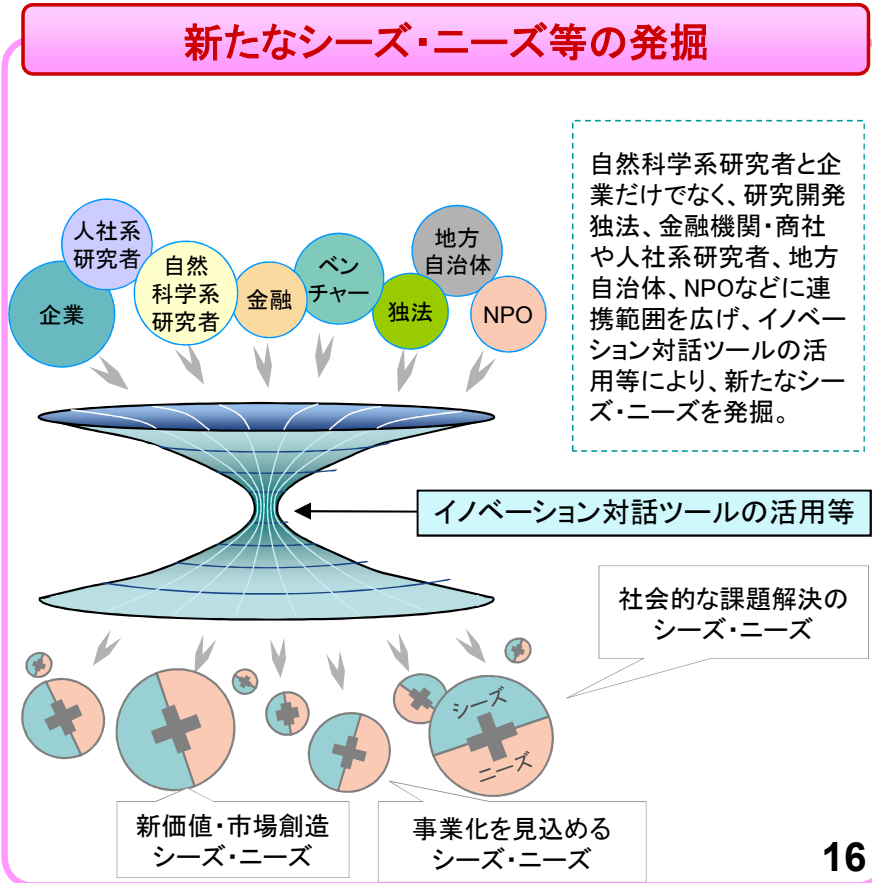 新たなシーズ・ニーズ等の発掘
自然科学系研究者と企
業だけでなく、研究開発
独法、金融機関・商社
や人社系研究者、地方
自治体、NPOなどに連
携範囲を広げ、イノベー
ション対話ツールの活
用等により、新たなシー
ズ・ニーズを発掘。
企業
人社系
研究者
自然
科学系
研究者
金融
ベン
チャー
独法
地方
自治体
NPO
イノベーション対話ツールの活用等
社会的な課題解決の
シーズ・ニーズ
シーズ
ニーズ
新価値・市場創造
シーズ・ニーズ
事業化を見込める
シーズ・ニーズ
16